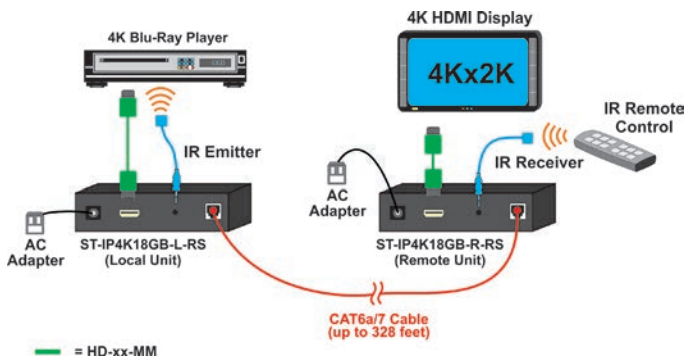 4K Blu-Ray Player
4K HDMI Display
4Kx2K
IR Remote
Control
IR Emitter
IR Receiver
AC
Adapter
AC
Adapter
ST-IP4K18GB-L-RS
(Local Unit)
ST-IP4K18GB-R-RS
(Remote Unit)
CAT6a/7 Cable
(up to 328 feet)
= HD-xx-MM